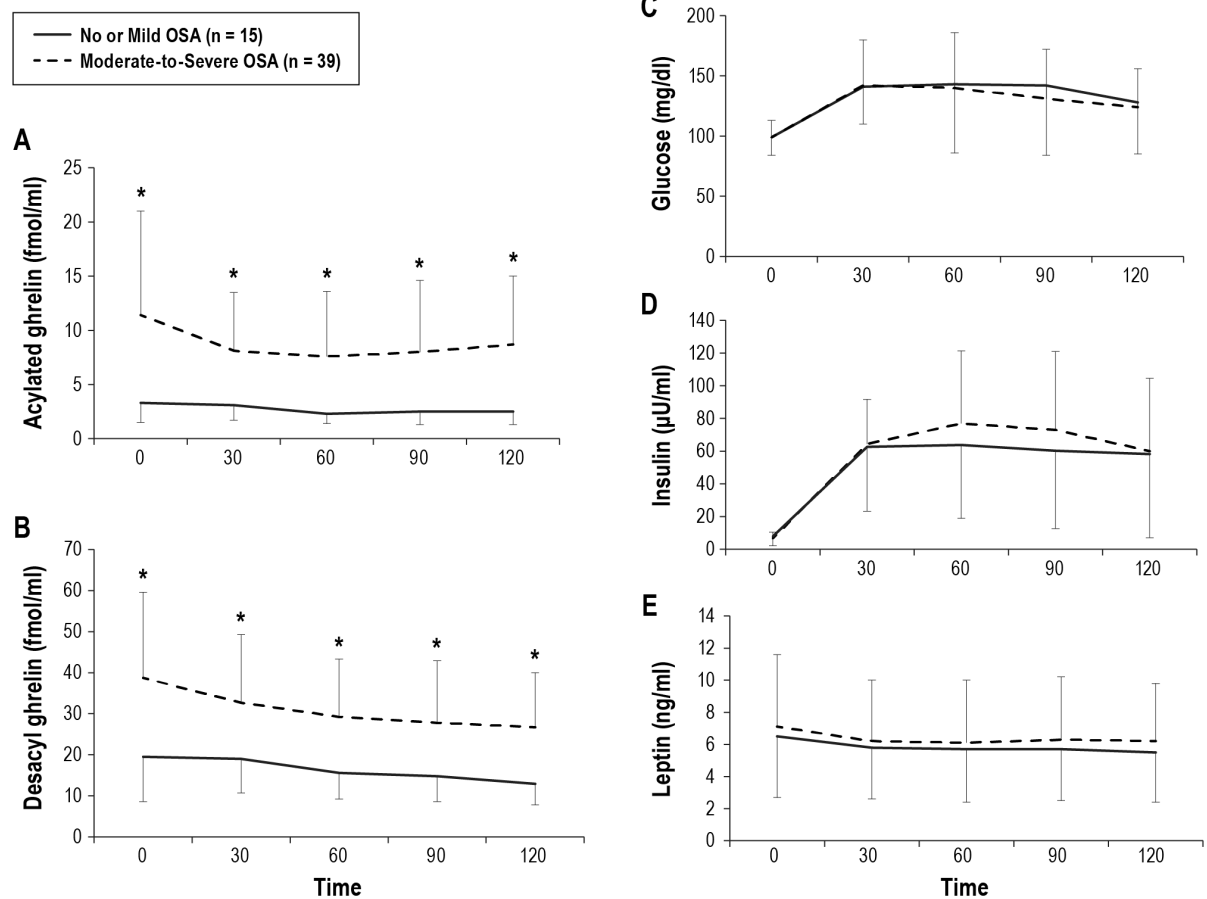 No or Mild OSA (n = 15)
Moderate-to-Severe OSA (n = 39)
A
Acylated ghrelin (fmol/ml)
25
20
15
10
5
0
* * * * *
0 30 60 90 120
B
Desacyl ghrelin (fmol/ml)
70
60
50
40
30
20
10
0
* * * * *
0 30 60 90 120
Time
C
Glucose (mg/dl)
200
150
100
50
0
0 30 60 90 120
D
Insulin (µU/ml)
140
120
100
80
60
40
20
0
0 30 60 90 120
E
Leptin (ng/ml)
14
12
10
8
6
4
2
0
0 30 60 90 120
Time